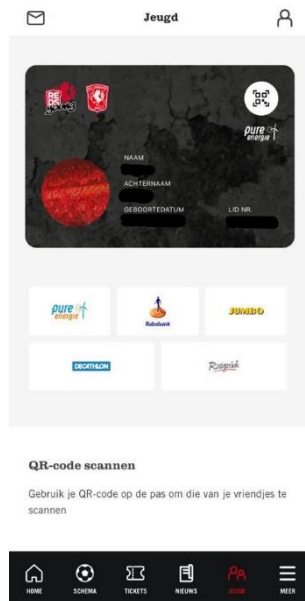 Jeugd
pure
energie
NAAM
ACHTERNAAM
GEBOORTEDATUM LID NR.
pure
energie
Rabobank
JUMBO
DECATHLON
QR-code scannen
Gebruik je QR-code op de pas om die van je vriendjes te
scannen
HOME SCHEMA TICKETS NIEUWS JEUGD MEER